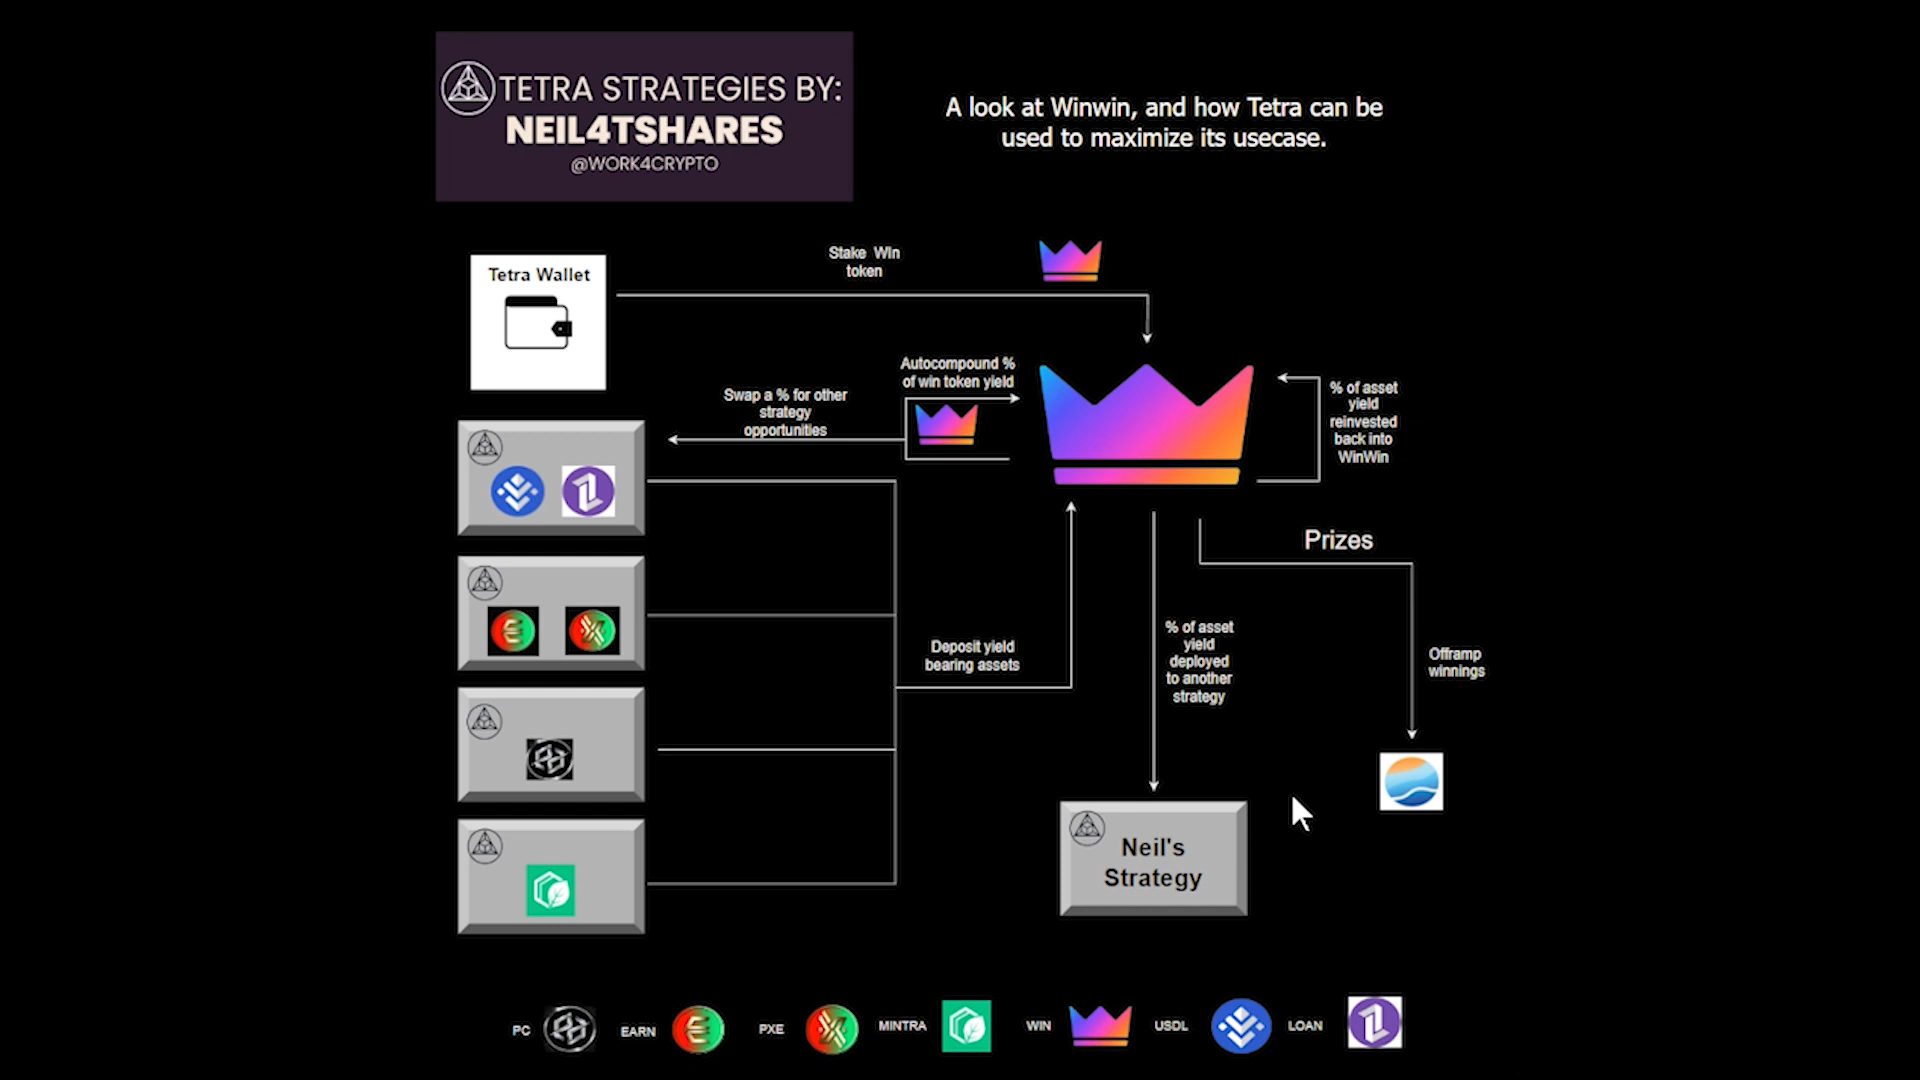 TETRA STRATEGIES BY:
NEIL4TSHARES
@WORK4CRYPTO
A look at Winwin, and how Tetra can be
used to maximize its usecase.
Tetra Wallet
Stake WIn
token
Autocompound %
of win token yield
Swap a % for other
strategy
opportunities
% of asset
yield
reinvested
back into
WinWin
Prizes
Deposit yield
bearing assets
% of asset
yield
deployed
to another
strategy
Offramp
winnings
Neil's
Strategy
PC
EARN
PXE
MINTRA
WIN
USDL
LOAN